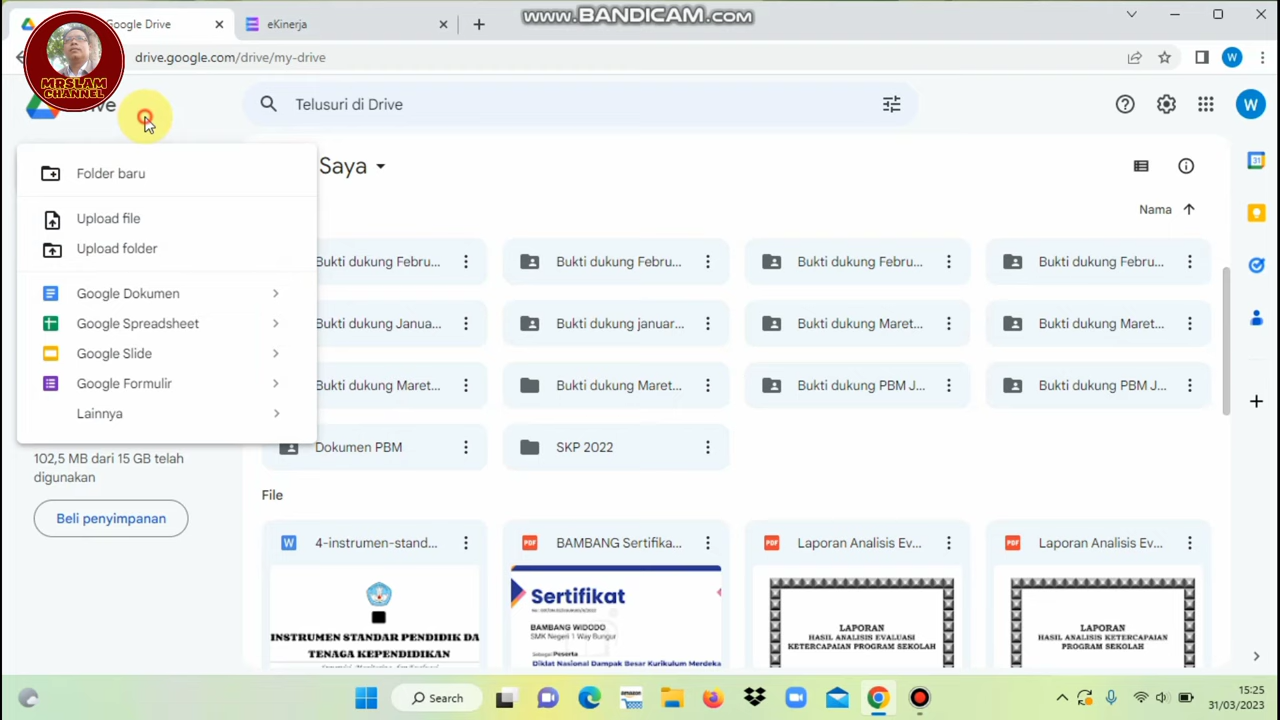 Google Drive
eKinerja
www.BANDICAM.com
drive.google.com/drive/my-drive
W
MRSLAM
CHANNEL
Telusuri di Drive
W
Folder baru
Upload file
Upload folder
Google Dokumen
Google Spreadsheet
Google Slide
Google Formulir
Lainnya
102,5 MB dari 15 GB telah
digunakan
Beli penyimpanan
Saya
Nama
Bukti dukung Febru...
Bukti dukung Febru...
Bukti dukung Febru...
Bukti dukung Febru...
Bukti dukung Janua...
Bukti dukung januar...
Bukti dukung Maret...
Bukti dukung Maret...
Bukti dukung Maret...
Bukti dukung Maret...
Bukti dukung PBM J...
Bukti dukung PBM J...
Dokumen PBM
SKP 2022
File
4-instrumen-stand...
BAMBANG Sertifika...
Laporan Analisis Ev...
Laporan Analisis Ev...
INSTRUMEN STANDAR PENDIDIK DA
TENAGA KEPENDIDIKAN
Sertifikat
BAMBANG WIDODO
SMK Negeri 1 Way Bungur
Sebagai Peserta
Diklat Nasional Dampak Besar Kurikulum Merdeka
LAPORAN
HASIL ANALISIS EVALUASI
KETERCAPAIAN PROGRAM SEKOLAH
LAPORAN
HASIL ANALISIS KETERCAPAIAN
PROGRAM SEKOLAH
Search
15:25
31/03/2023